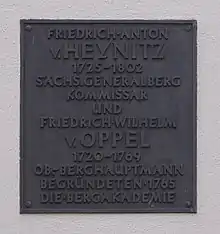 FRIEDRICH·ANTON
v.HEYNITZ
1725-1802
SÄCHS.GENERALBERG
KOMMISSAR
UND
FRIEDRICH·WILHELM
v.OPPEL
1720-1769
OB.-BERGHAUPTMANN
BEGRÜNDETEN·1765
DIE·BERGAKADEMIE